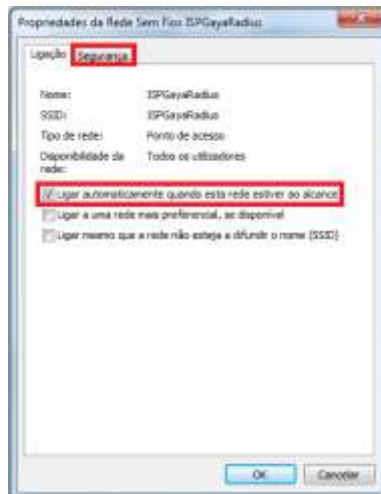 Propriedades da Rede Sem Fios ISPGayaRadius
Ligação Segurança
Nome: ISPGayaRadius
SSID: ISPGayaRadius
Tipo de rede: Ponto de acesso
Disponibilidade da rede: Todos os utilizadores
Ligar automaticamente quando esta rede estiver ao alcance
Ligar a uma rede mais preferencial, se disponível
Ligar mesmo que a rede não esteja a difundir o nome (SSID)
OK Cancelar